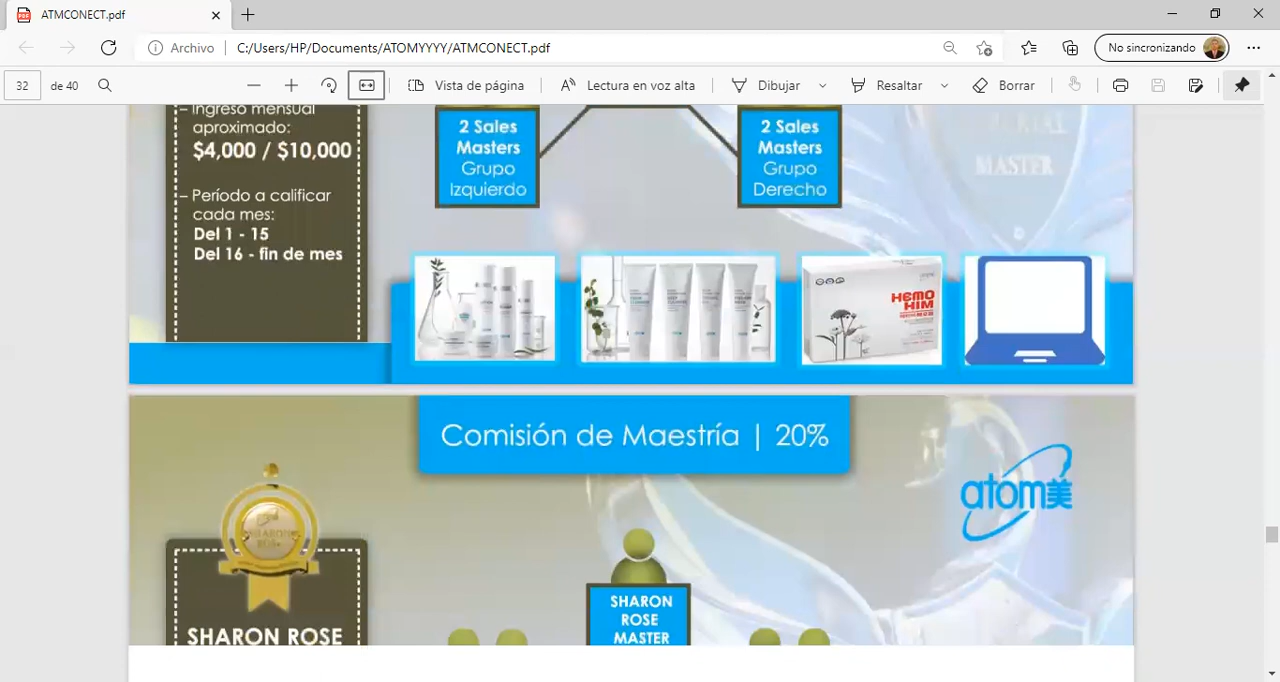 ATMCONECT.pdf
Archivo
C:/Users/HP/Documents/ATOMYYYY/ATMCONECT.pdf
No sincronizando
32
de 40
Vista de página
Lectura en voz alta
Dibujar
Resaltar
Borrar
– Ingreso mensual
aproximado:
$4,000 / $10,000
– Período a calificar
cada mes:
Del 1 - 15
Del 16 - fin de mes
2 Sales
Masters
Grupo
Izquierdo
2 Sales
Masters
Grupo
Derecho
MASTER
HEMO
HIM
Comisión de Maestría | 20%
atom美
SHARON ROSE
SHARON
ROSE
MASTER